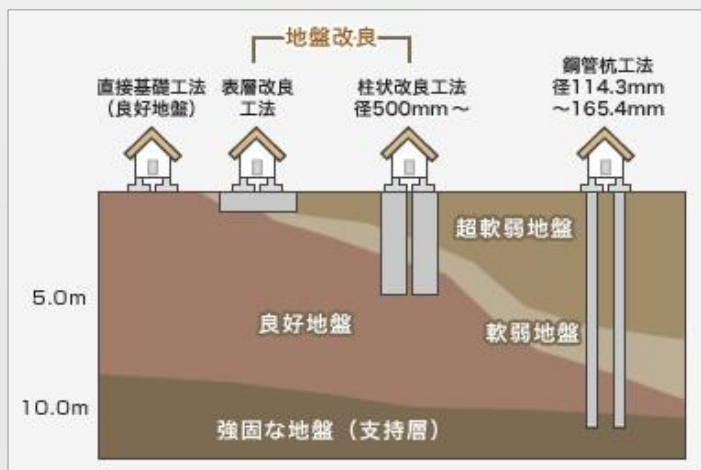 地盤改良
直接基礎工法
（良好地盤）
表層改良
工法
柱状改良工法
径500mm～
鋼管杭工法
径114.3mm
～165.4mm
超軟弱地盤
5.0m
良好地盤
軟弱地盤
10.0m
強固な地盤（支持層）